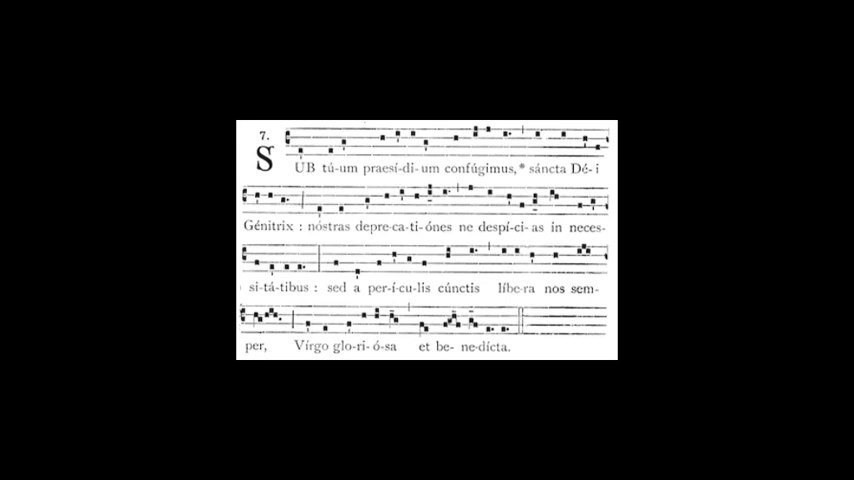 7.
SUB tú-um praesí-di-um confúgimus,* sáncta Dé-i
Génitrix : nóstras depre-ca-ti-ónes ne despí-ci-as in neces-
si-tá-tibus : sed a per-í-cu-lis cúnctis líbe-ra nos sem-
per, Vírgo glo-ri-ó-sa et be- ne-dícta.